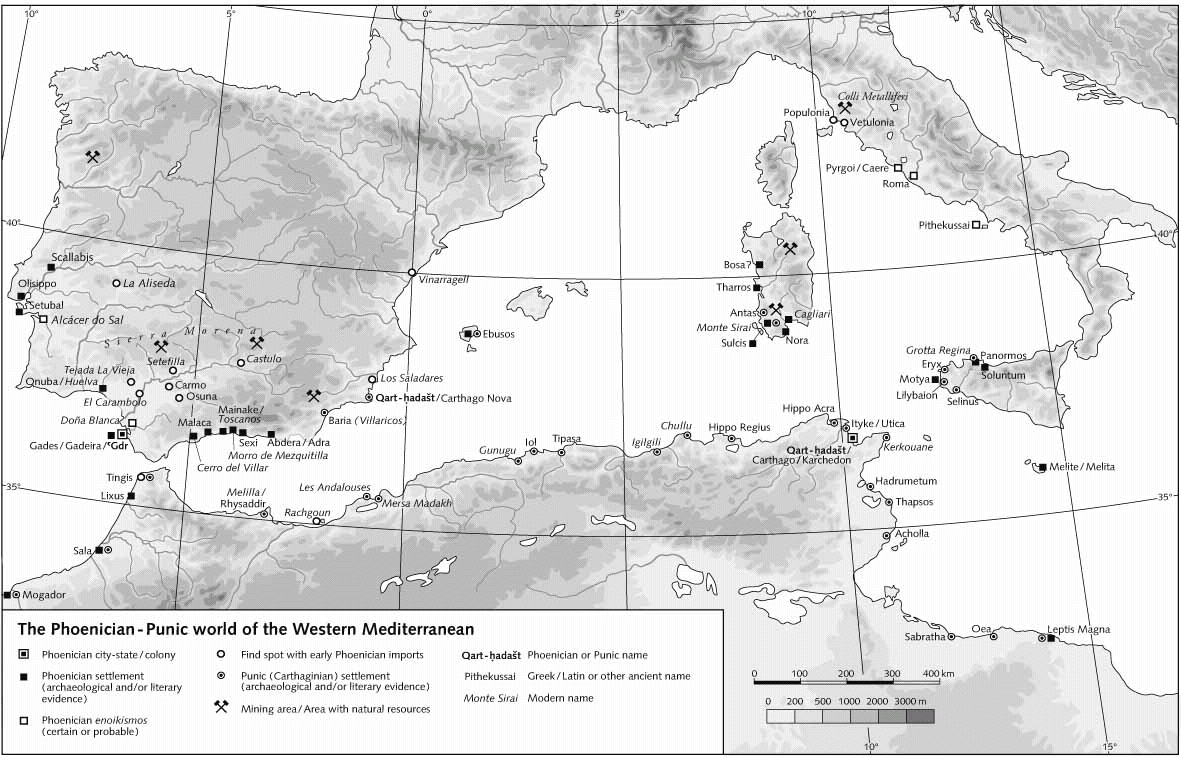 10°
5°
0°
5°
10°
Colli Metalliferi
Populonia
Vetulonia
Pyrgoi/Caere
Roma
40°
Pithekussai
40°
Scallabis
Bosa?
Olisippo
La Aliseda
Vinarragell
Tharros
Setubal
Antas
Cagliari
Alcácer do Sal
Monte Sirai
Sierra Morena
Ebusos
Sulcis
Nora
Setefilla
Castulo
Grotta Regina
Panormos
Tejada La Vieja
Eryx
Soluntum
Onuba/Huelva
Carmo
Los Saladares
Motya
El Carambolo
Osuna
Qart-ḥadašt/Carthago Nova
Lilybaion
Selinus
Doña Blanca
Mainake/
Toscanos
Malaca
Baria (Villaricos)
Hippo Acra
Ityke/Utica
Gades/Gadeira/ʿGdr
Sexi
Abdera/Adra
Chullu
Hippo Regius
Morro de Mezquitilla
Iol
Tipasa
Igilgili
Qart-ḥadašt/
Carthago/Karchedon
Kerkouane
Cerro del Villar
Gunugu
Melite/Melita
Tingis
Hadrumetum
35°
Lixus
Melilla/
Rhysaddir
Les Andalouses
Mersa Madakh
Thapsos
35°
Rachgoun
Acholla
Sala
Mogador
Sabratha
Oea
Leptis Magna
The Phoenician-Punic world of the Western Mediterranean
Phoenician city-state/colony
Phoenician settlement
(archaeological and/or literary
evidence)
Phoenician enoikismos
(certain or probable)
Find spot with early Phoenician imports
Punic (Carthaginian) settlement
(archaeological and/or literary evidence)
Mining area/Area with natural resources
Qart-ḥadašt Phoenician or Punic name
Pithekussai Greek/Latin or other ancient name
Monte Sirai Modern name
0 100 200 300 400 km
0 200 500 1000 2000 3000 m
10°
15°